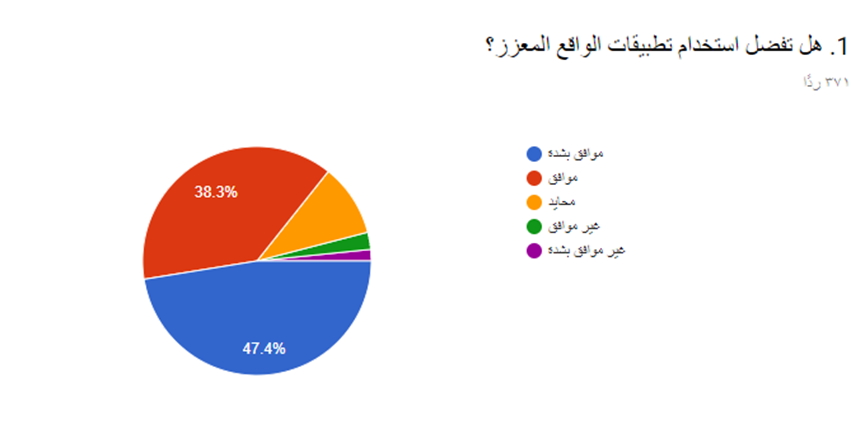 1. هل تفضل استخدام تطبيقات الواقع المعزز؟
٣٧١ ردًا
موافق بشدة
موافق
محايد
غير موافق
غير موافق بشدة
38.3%
47.4%